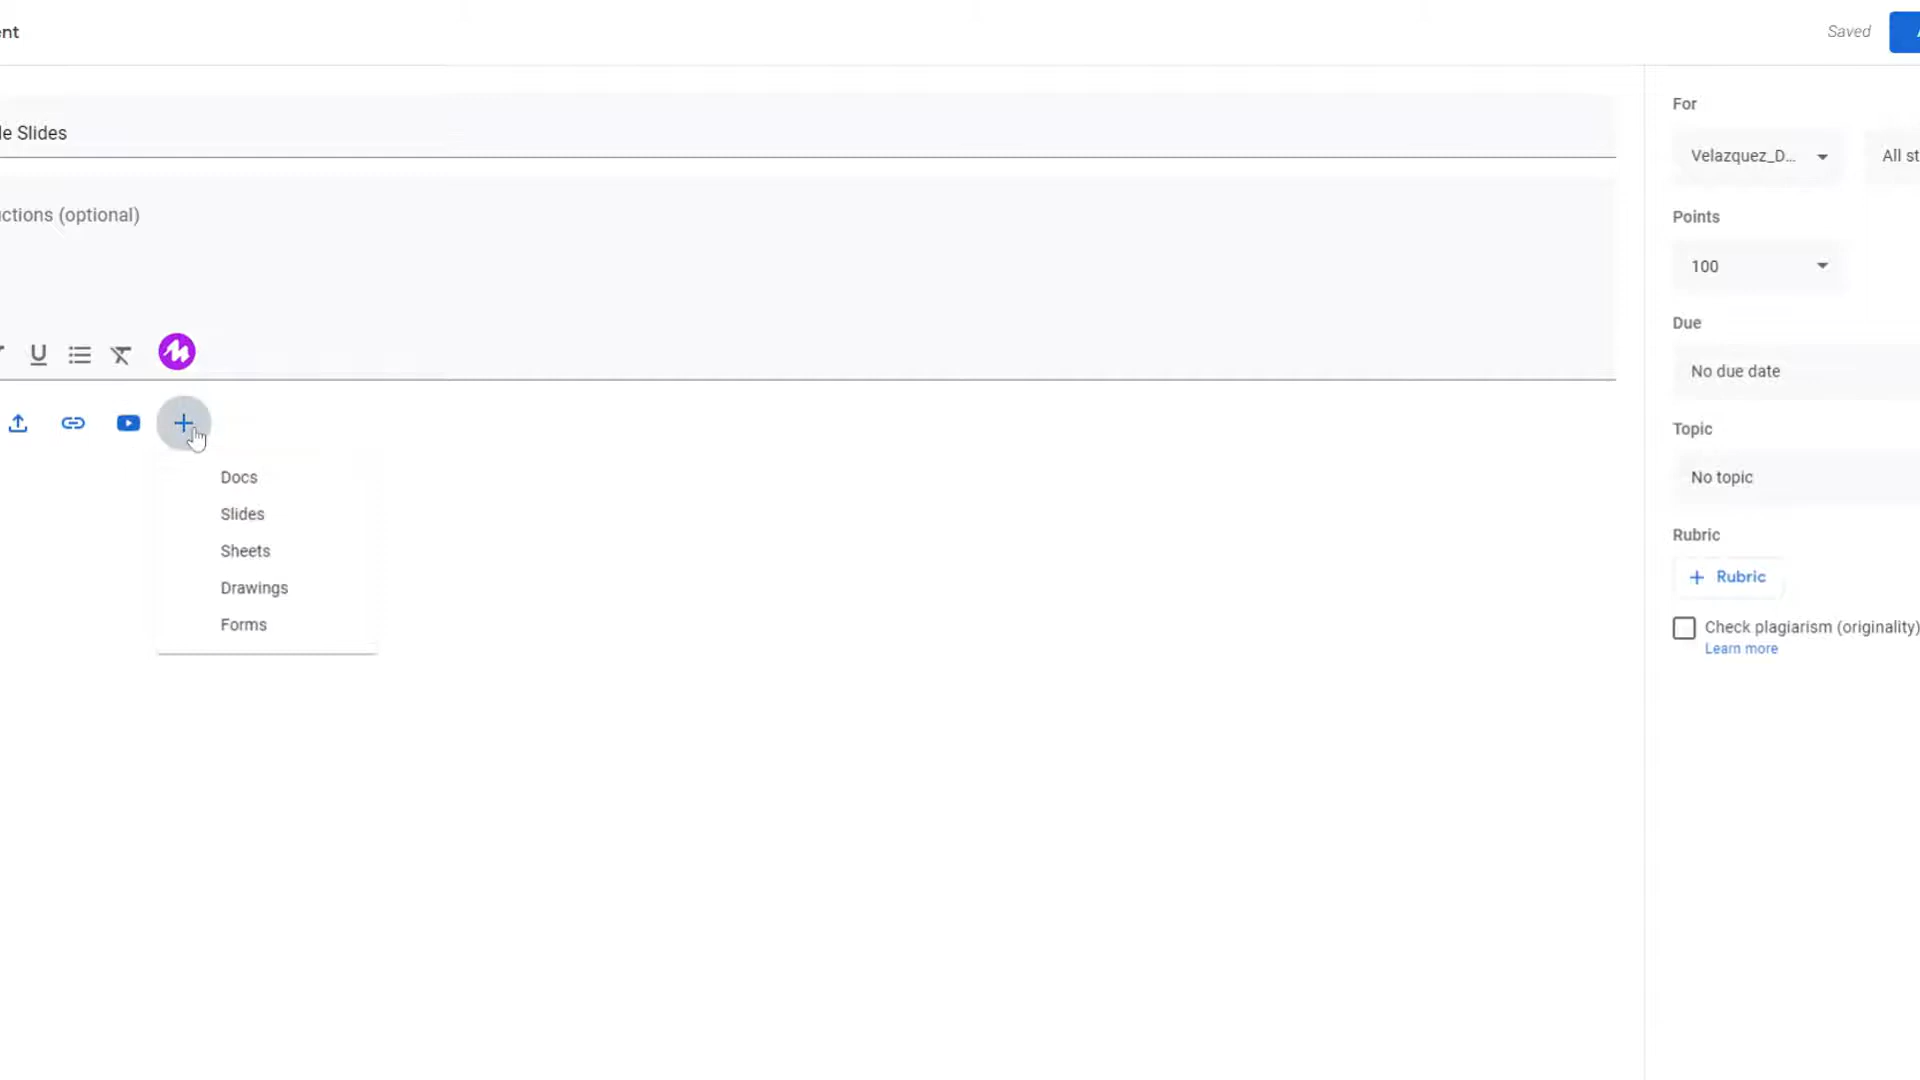 ent
Saved
le Slides
uctions (optional)
Docs
Slides
Sheets
Drawings
Forms
For
Velazquez_D... All st
Points
100
Due
No due date
Topic
No topic
Rubric
+ Rubric
Check plagiarism (originality)
Learn more